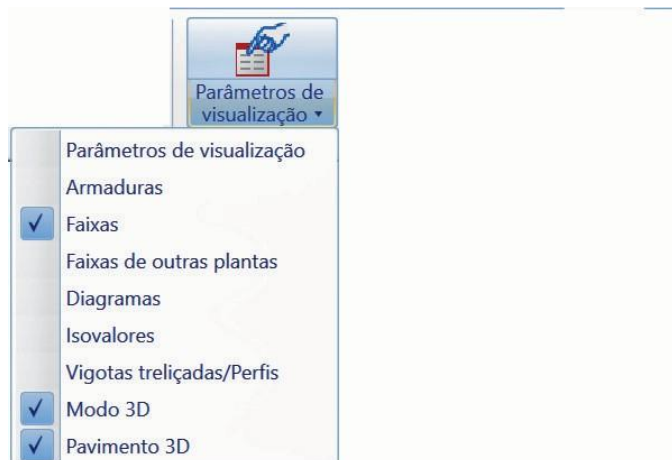 Parâmetros de
visualização
Parâmetros de visualização
Armaduras
Faixas
Faixas de outras plantas
Diagramas
Isovalores
Vigotas treliçadas/Perfis
Modo 3D
Pavimento 3D